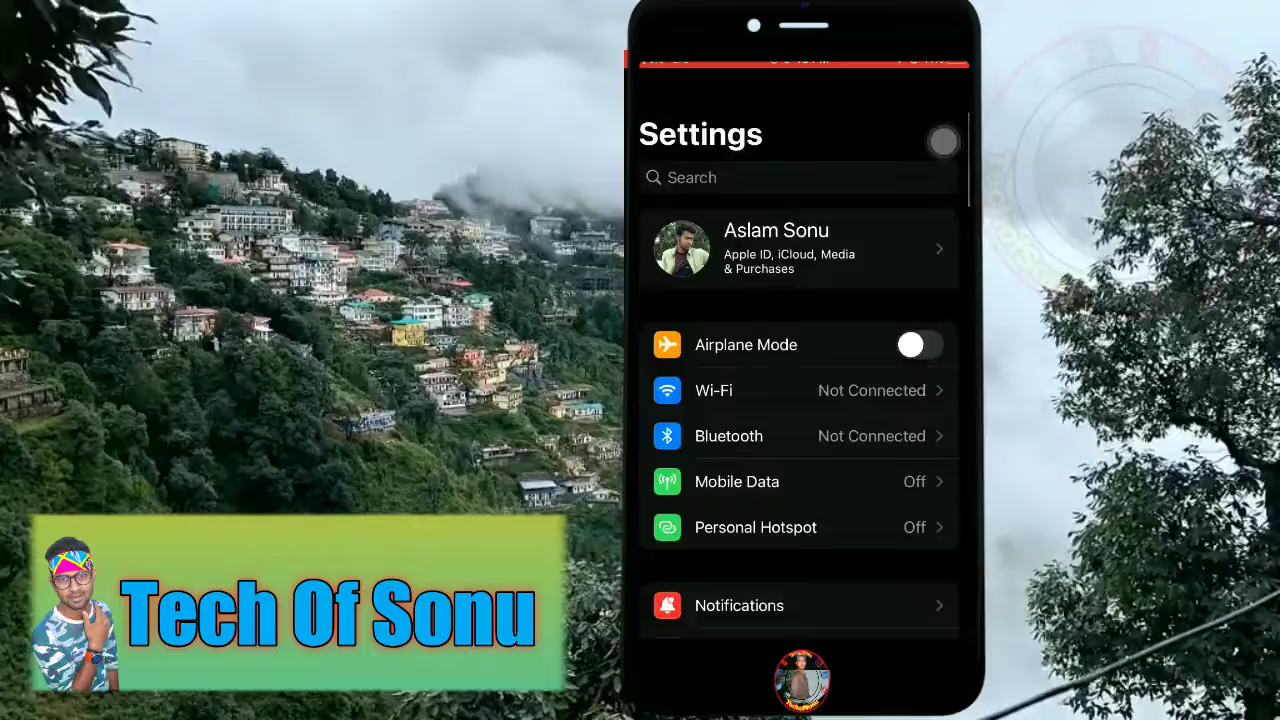 Settings
Search
Aslam Sonu
Apple ID, iCloud, Media
& Purchases
Airplane Mode
Wi-Fi Not Connected
Bluetooth Not Connected
Mobile Data Off
Personal Hotspot Off
Notifications
Tech Of Sonu